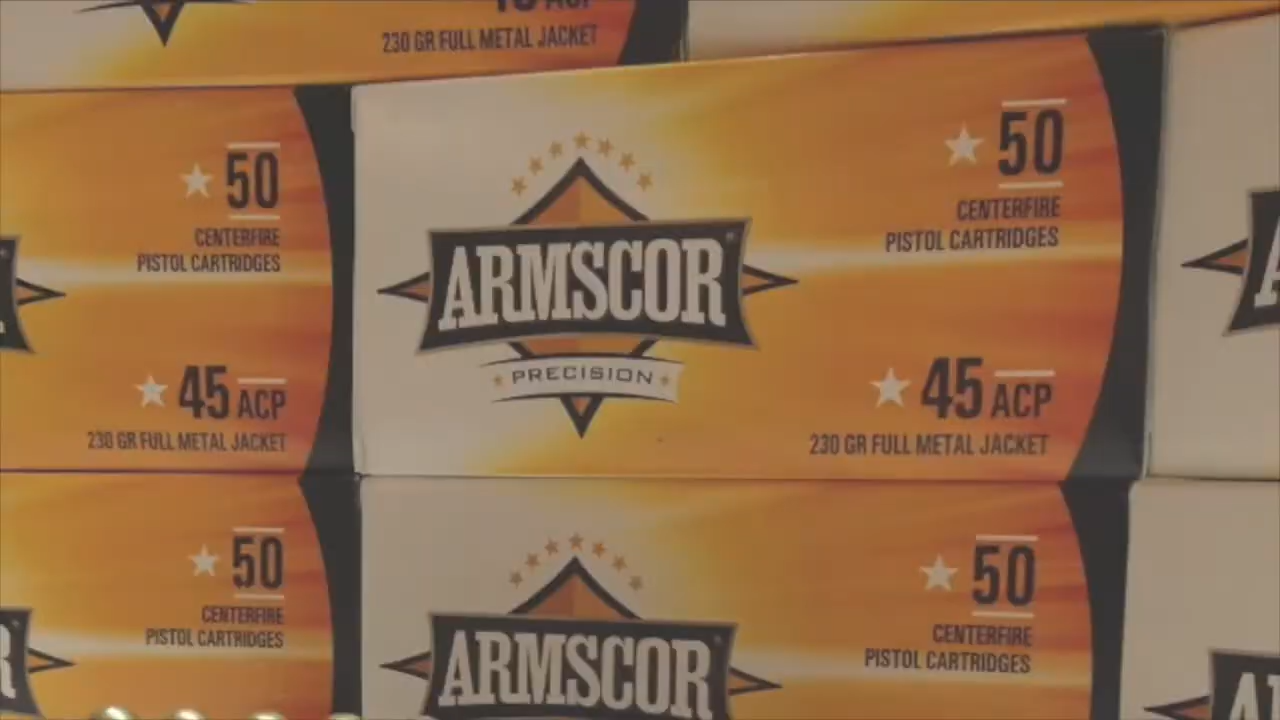 230 GR FULL METAL JACKET
50
CENTERFIRE
PISTOL CARTRIDGES
45 ACP
230 GR FULL METAL JACKET
ARMSCOR
PRECISION
50
CENTERFIRE
PISTOL CARTRIDGES
45 ACP
230 GR FULL METAL JACKET
50
CENTERFIRE
PISTOL CARTRIDGES
ARMSCOR
50
CENTERFIRE
PISTOL CARTRIDGES